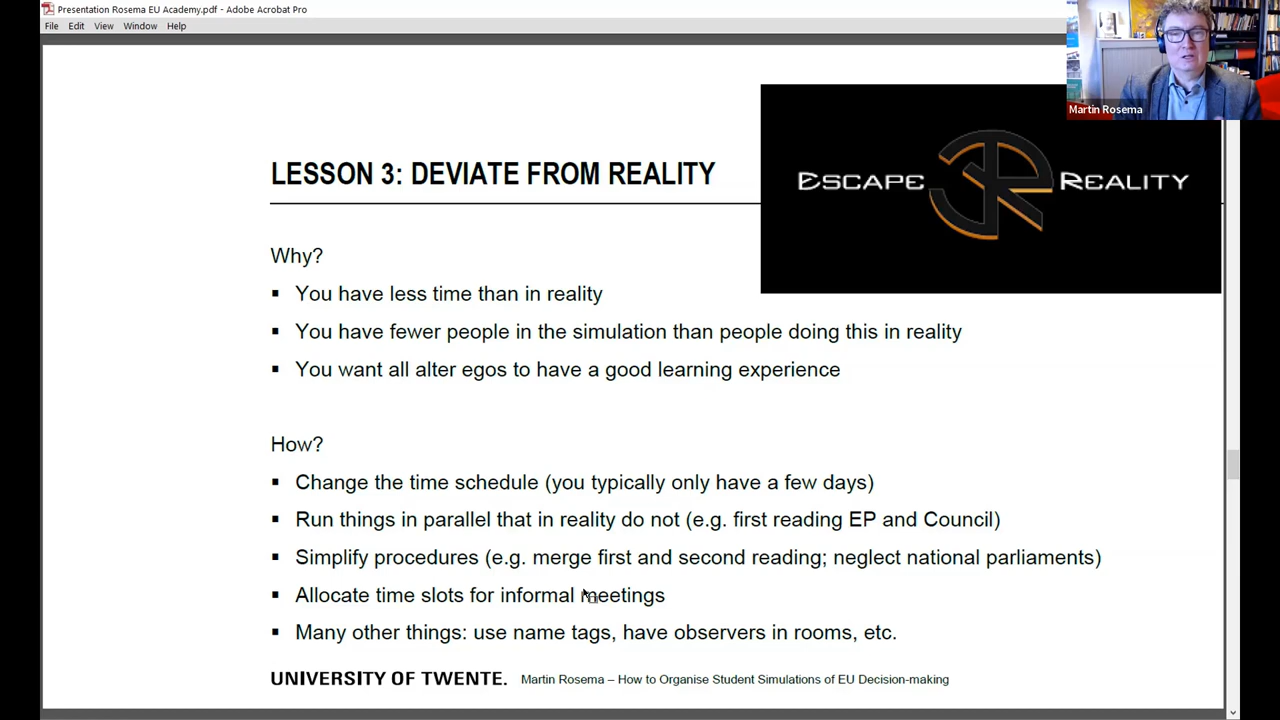 Presentation Rosema EU Academy.pdf - Adobe Acrobat Pro
File Edit View Window Help
Martin Rosema
LESSON 3: DEVIATE FROM REALITY
ESCAPE REALITY
Why?
▪ You have less time than in reality
▪ You have fewer people in the simulation than people doing this in reality
▪ You want all alter egos to have a good learning experience
How?
▪ Change the time schedule (you typically only have a few days)
▪ Run things in parallel that in reality do not (e.g. first reading EP and Council)
▪ Simplify procedures (e.g. merge first and second reading; neglect national parliaments)
▪ Allocate time slots for informal meetings
▪ Many other things: use name tags, have observers in rooms, etc.
UNIVERSITY OF TWENTE. Martin Rosema – How to Organise Student Simulations of EU Decision-making